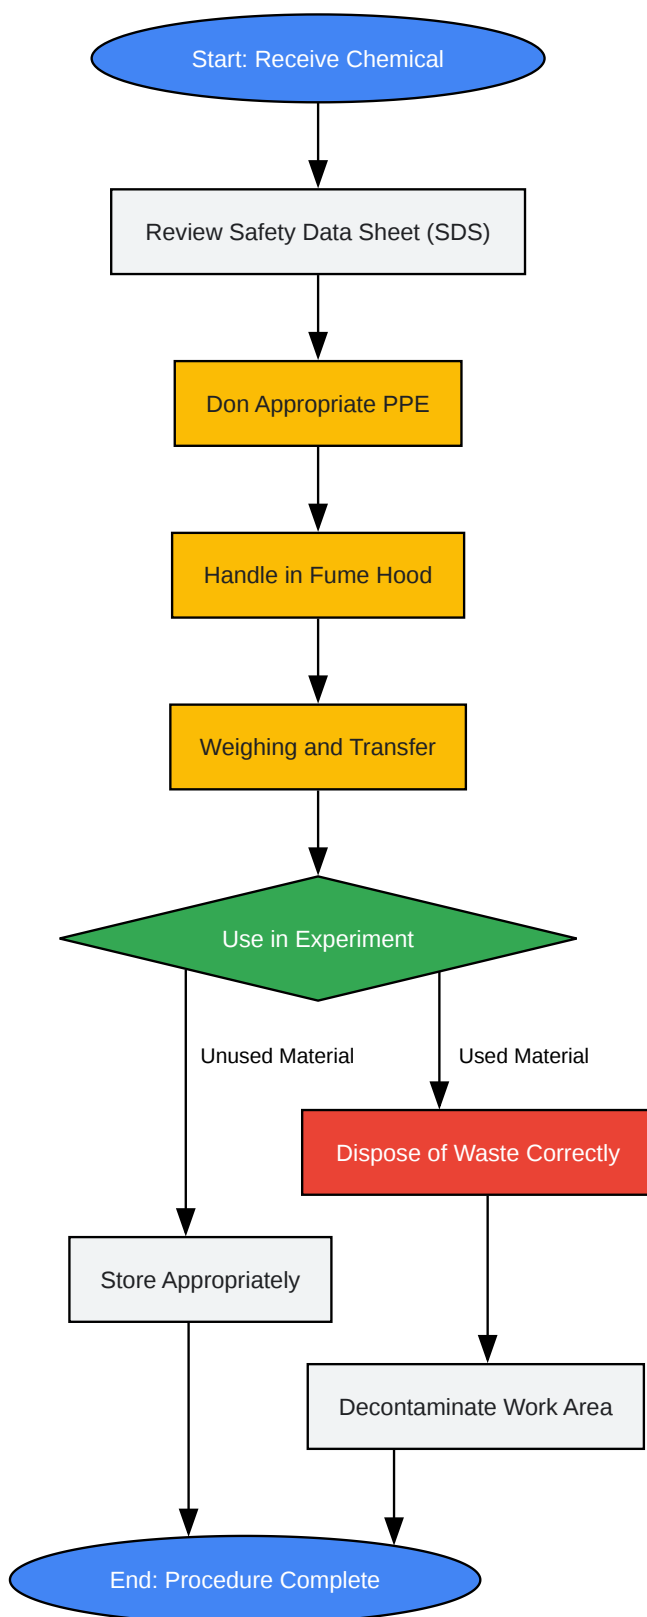 Start: Receive Chemical
Review Safety Data Sheet (SDS)
Don Appropriate PPE
Handle in Fume Hood
Weighing and Transfer
Use in Experiment
Unused Material
Used Material
Dispose of Waste Correctly
Store Appropriately
Decontaminate Work Area
End: Procedure Complete